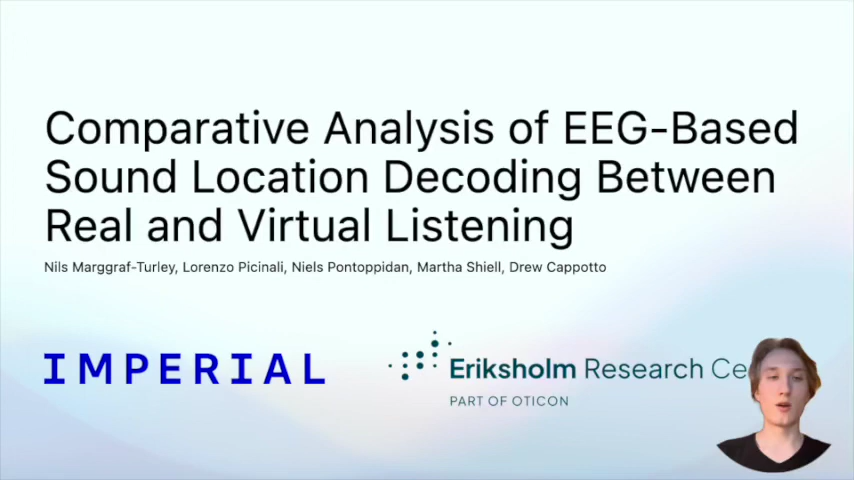 Comparative Analysis of EEG-Based
Sound Location Decoding Between
Real and Virtual Listening
Nils Marggraf-Turley, Lorenzo Picinali, Niels Pontoppidan, Martha Shiell, Drew Cappotto
IMPERIAL
Eriksholm Research Ce
PART OF OTICON